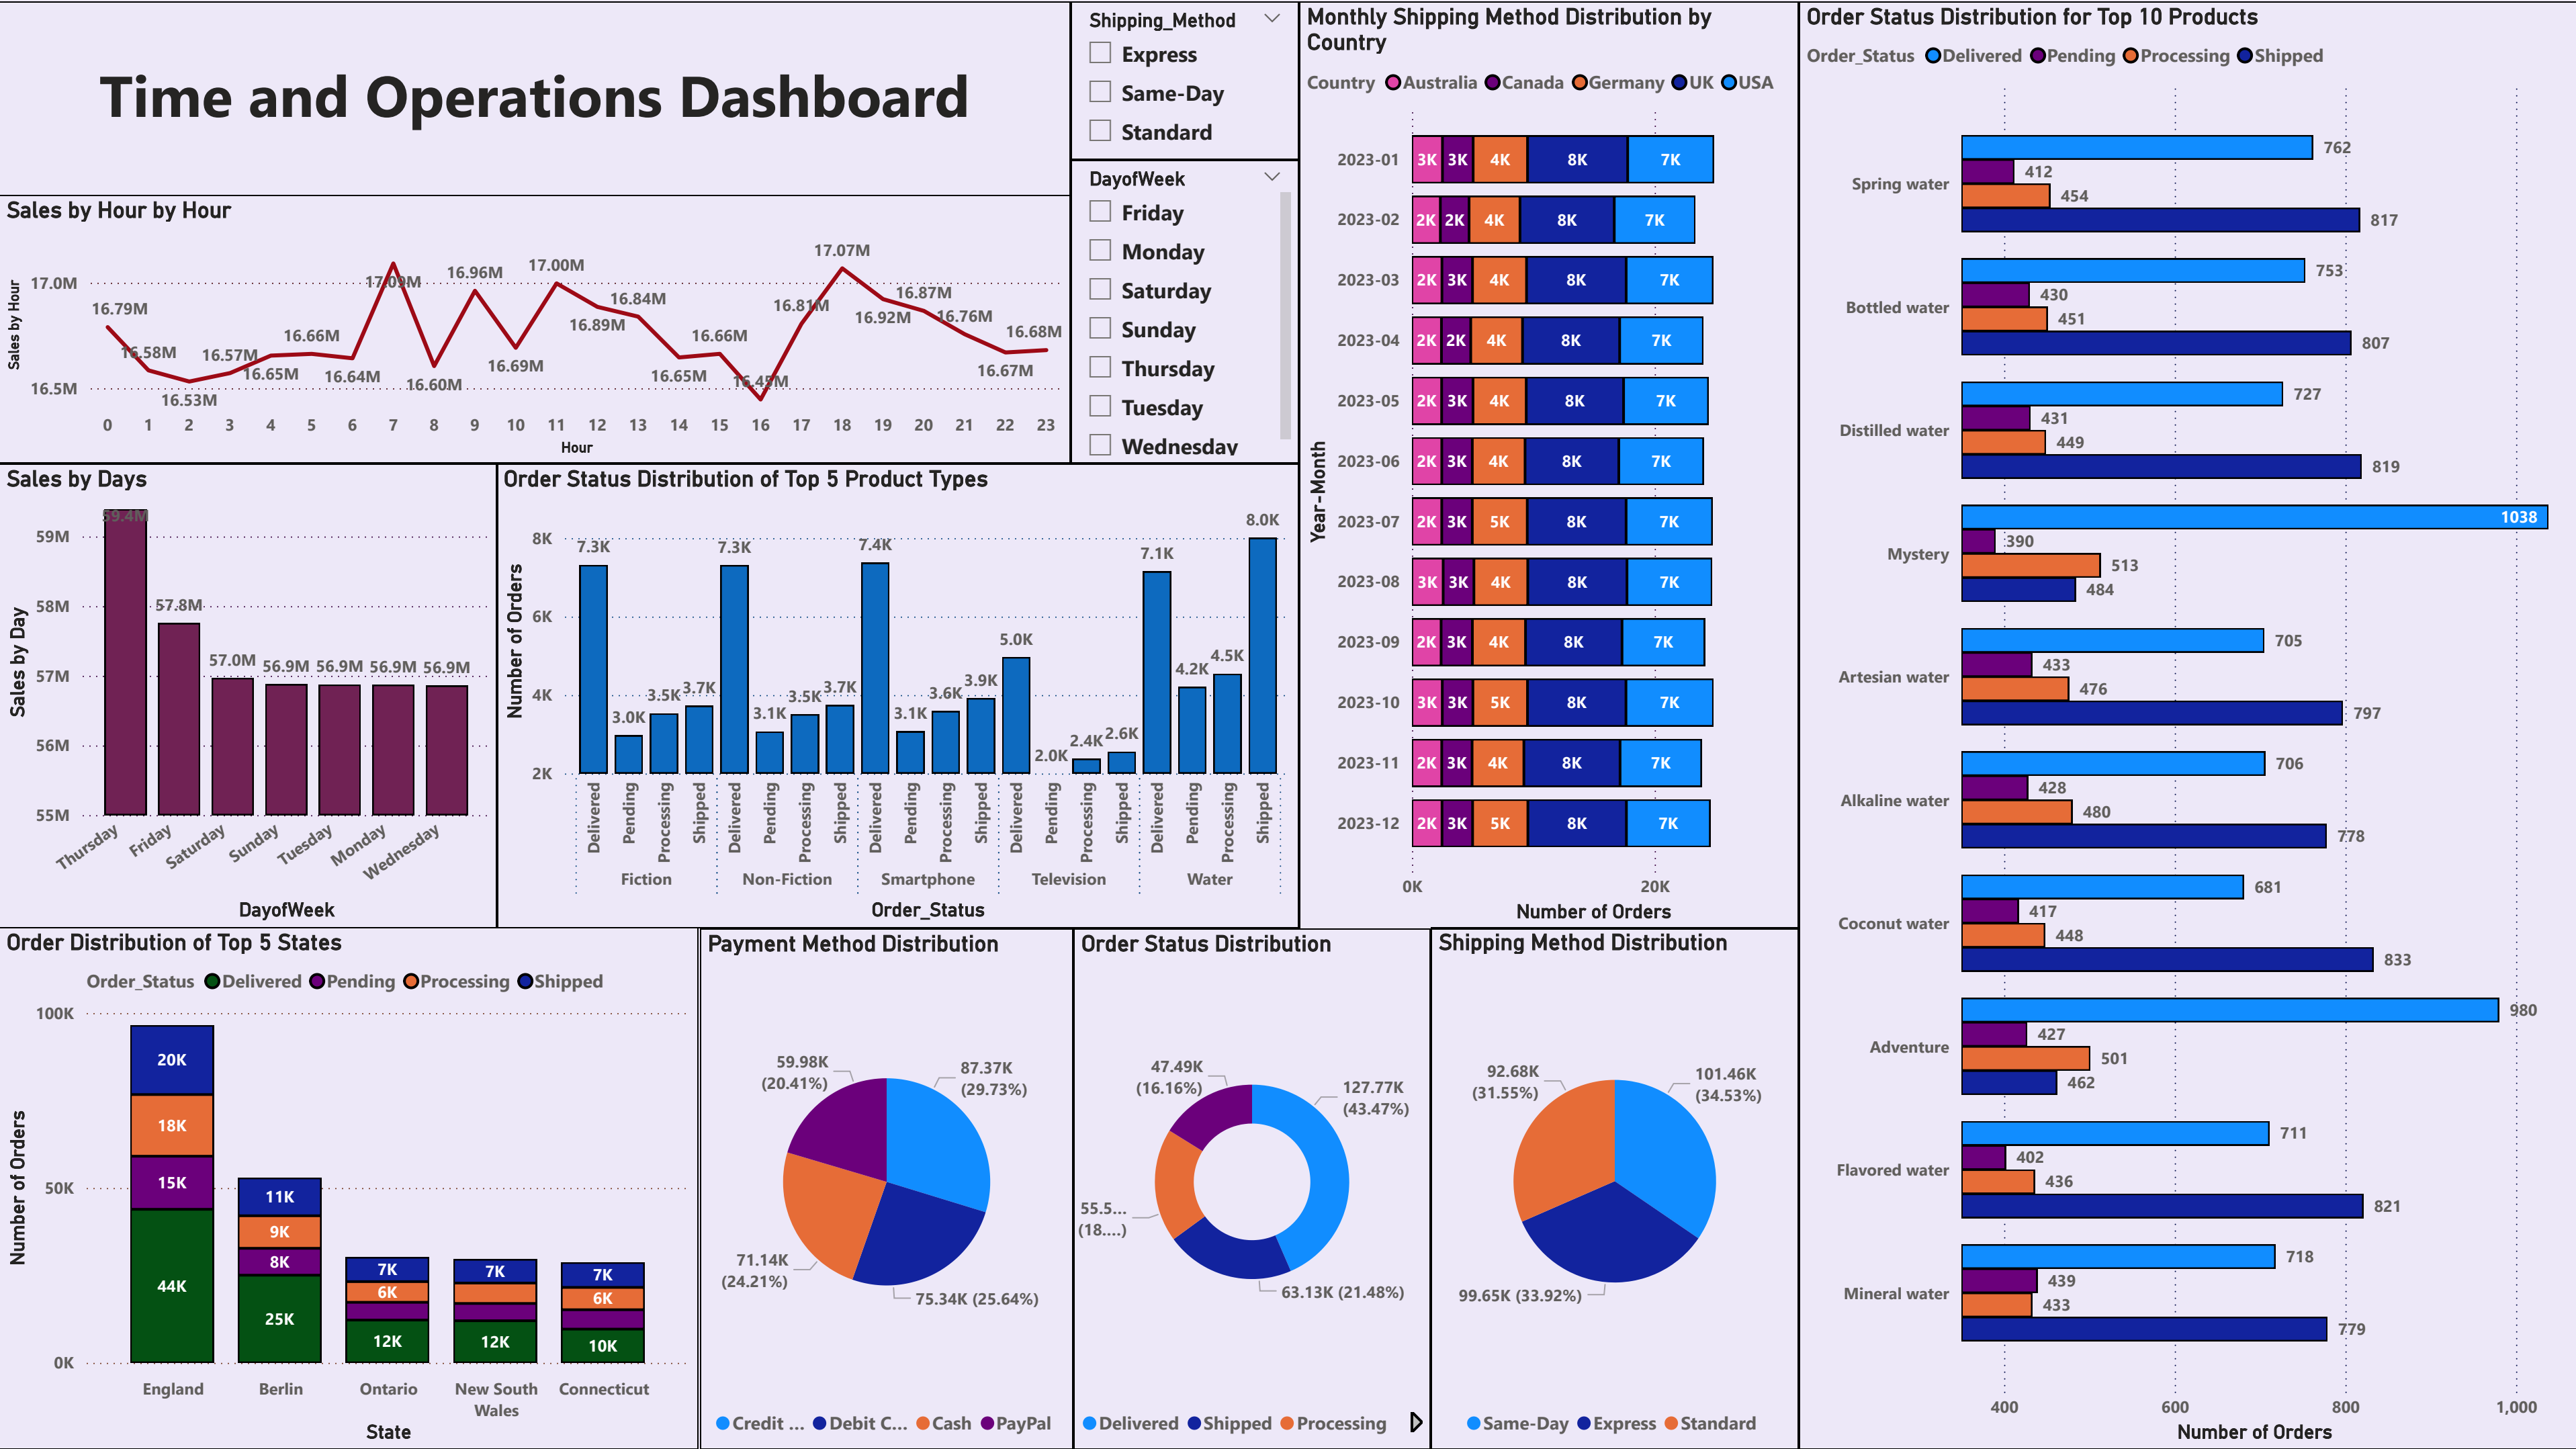 Time and Operations Dashboard
Shipping_Method
Express
Same-Day
Standard
DayofWeek
Friday
Monday
Saturday
Sunday
Thursday
Tuesday
Wednesday
Sales by Hour by Hour
Sales by Hour
17.0M
16.5M
16.79M
16.58M
16.53M
16.57M
16.65M
16.66M
16.64M
17.09M
16.60M
16.96M
16.69M
17.00M
16.89M
16.84M
16.65M
16.66M
16.45M
16.81M
17.07M
16.92M
16.87M
16.76M
16.67M
16.68M
0 1 2 3 4 5 6 7 8 9 10 11 12 13 14 15 16 17 18 19 20 21 22 23
Hour
Sales by Days
Sales by Day
59M
58M
57M
56M
55M
59.4M
57.8M
57.0M
56.9M
56.9M
56.9M
56.9M
Thursday
Friday
Saturday
Sunday
Tuesday
Monday
Wednesday
DayofWeek
Order Status Distribution of Top 5 Product Types
Number of Orders
8K
6K
4K
2K
7.3K
3.0K
3.5K
3.7K
7.3K
3.1K
3.5K
3.7K
7.4K
3.1K
3.6K
3.9K
5.0K
2.0K
2.4K
2.6K
7.1K
4.2K
4.5K
8.0K
Delivered
Pending
Processing
Shipped
Delivered
Pending
Processing
Shipped
Delivered
Pending
Processing
Shipped
Delivered
Pending
Processing
Shipped
Delivered
Pending
Processing
Shipped
Fiction
Non-Fiction
Smartphone
Television
Water
Order_Status
Monthly Shipping Method Distribution by
Country
Country Australia Canada Germany UK USA
Year-Month
2023-01 3K 3K 4K 8K 7K
2023-02 2K 2K 4K 8K 7K
2023-03 2K 3K 4K 8K 7K
2023-04 2K 2K 4K 8K 7K
2023-05 2K 3K 4K 8K 7K
2023-06 2K 3K 4K 8K 7K
2023-07 2K 3K 5K 8K 7K
2023-08 3K 3K 4K 8K 7K
2023-09 2K 3K 4K 8K 7K
2023-10 3K 3K 5K 8K 7K
2023-11 2K 3K 4K 8K 7K
2023-12 2K 3K 5K 8K 7K
0K 20K
Number of Orders
Order Status Distribution for Top 10 Products
Order_Status Delivered Pending Processing Shipped
Spring water
762
412
454
817
Bottled water
753
430
451
807
Distilled water
727
431
449
819
Mystery
1038
390
513
484
Artesian water
705
433
476
797
Alkaline water
706
428
480
778
Coconut water
681
417
448
833
Adventure
980
427
501
462
Flavored water
711
402
436
821
Mineral water
718
439
433
779
400 600 800 1,000
Number of Orders
Order Distribution of Top 5 States
Order_Status Delivered Pending Processing Shipped
Number of Orders
100K
50K
0K
20K
18K
15K
44K
11K
9K
8K
25K
7K
6K
12K
7K
12K
7K
6K
10K
England
Berlin
Ontario
New South
Wales
Connecticut
State
Payment Method Distribution
59.98K
(20.41%)
87.37K
(29.73%)
71.14K
(24.21%)
75.34K (25.64%)
Credit ... Debit C... Cash PayPal
Order Status Distribution
47.49K
(16.16%)
127.77K
(43.47%)
55.5...
(18....)
63.13K (21.48%)
Delivered Shipped Processing
Shipping Method Distribution
92.68K
(31.55%)
101.46K
(34.53%)
99.65K (33.92%)
Same-Day Express Standard